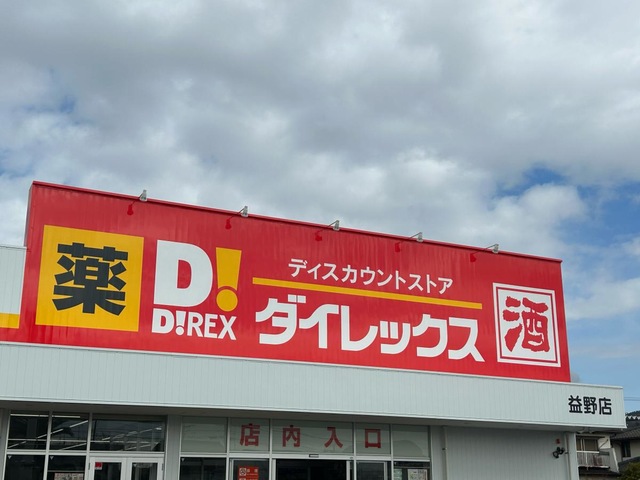 薬
D!
D!REX
ディスカウントストア
ダイレックス
酒
益野店
店内入口